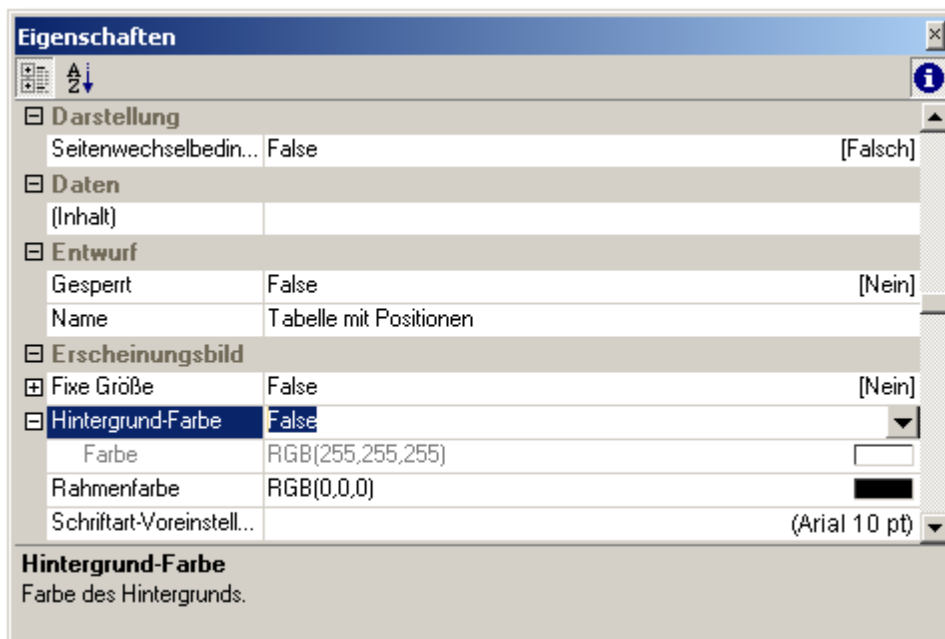 Eigenschaften
Darstellung
Seitenwechselbedin... False [Falsch]
Daten
(Inhalt)
Entwurf
Gesperrt False [Nein]
Name Tabelle mit Positionen
Erscheinungsbild
Fixe Größe False [Nein]
Hintergrund-Farbe False
Farbe RGB(255,255,255)
Rahmenfarbe RGB(0,0,0)
Schriftart-Voreinstell... (Arial 10 pt)
Hintergrund-Farbe
Farbe des Hintergrunds.